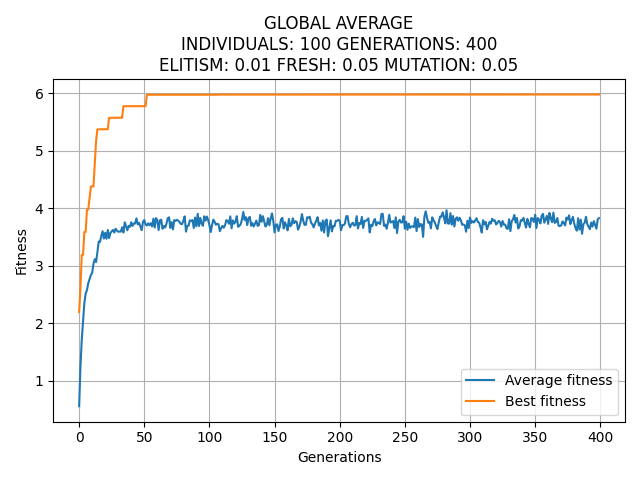 GLOBAL AVERAGE
INDIVIDUALS: 100 GENERATIONS: 400
ELITISM: 0.01 FRESH: 0.05 MUTATION: 0.05
6
5
4
3
2
1
Fitness
Average fitness
Best fitness
0 50 100 150 200 250 300 350 400
Generations